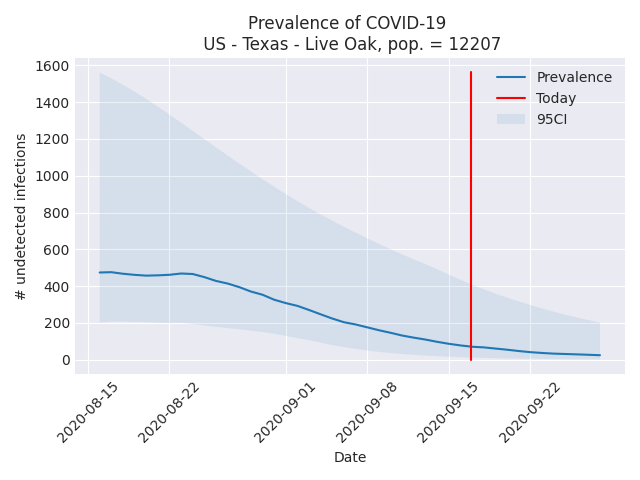 Prevalence of COVID-19
US - Texas - Live Oak, pop. = 12207
1600
1400
1200
1000
800
600
400
200
0
# undetected infections
Prevalence
Today
95CI
2020-08-15
2020-08-22
2020-09-01
2020-09-08
2020-09-15
2020-09-22
Date